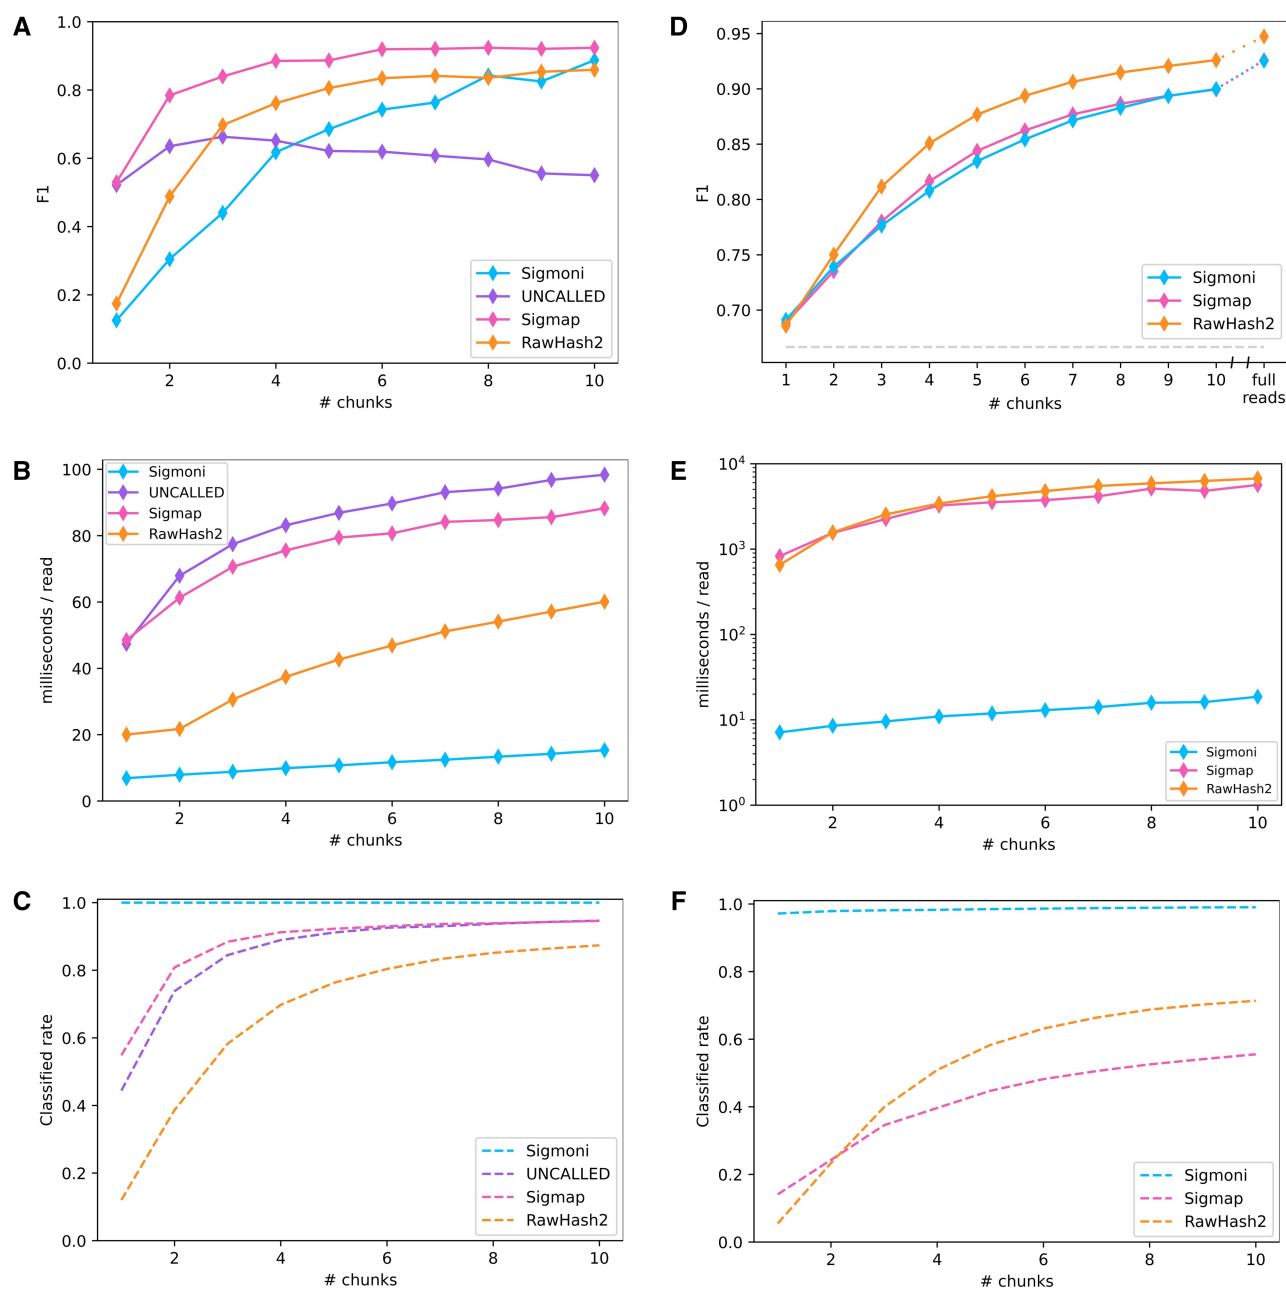 A
1.0
0.8
0.6
0.4
0.2
0.0
F1
2 4 6 8 10
# chunks
Sigmoni
UNCALLED
Sigmap
RawHash2
D
0.95
0.90
0.85
0.80
0.75
0.70
F1
1 2 3 4 5 6 7 8 9 10 full
reads
# chunks
Sigmoni
Sigmap
RawHash2
B
100
80
60
40
20
0
milliseconds / read
2 4 6 8 10
# chunks
Sigmoni
UNCALLED
Sigmap
RawHash2
E
10⁴
10³
10²
10¹
10⁰
milliseconds / read
2 4 6 8 10
# chunks
Sigmoni
Sigmap
RawHash2
C
1.0
0.8
0.6
0.4
0.2
0.0
Classified rate
2 4 6 8 10
# chunks
Sigmoni
UNCALLED
Sigmap
RawHash2
F
1.0
0.8
0.6
0.4
0.2
0.0
Classified rate
2 4 6 8 10
# chunks
Sigmoni
Sigmap
RawHash2